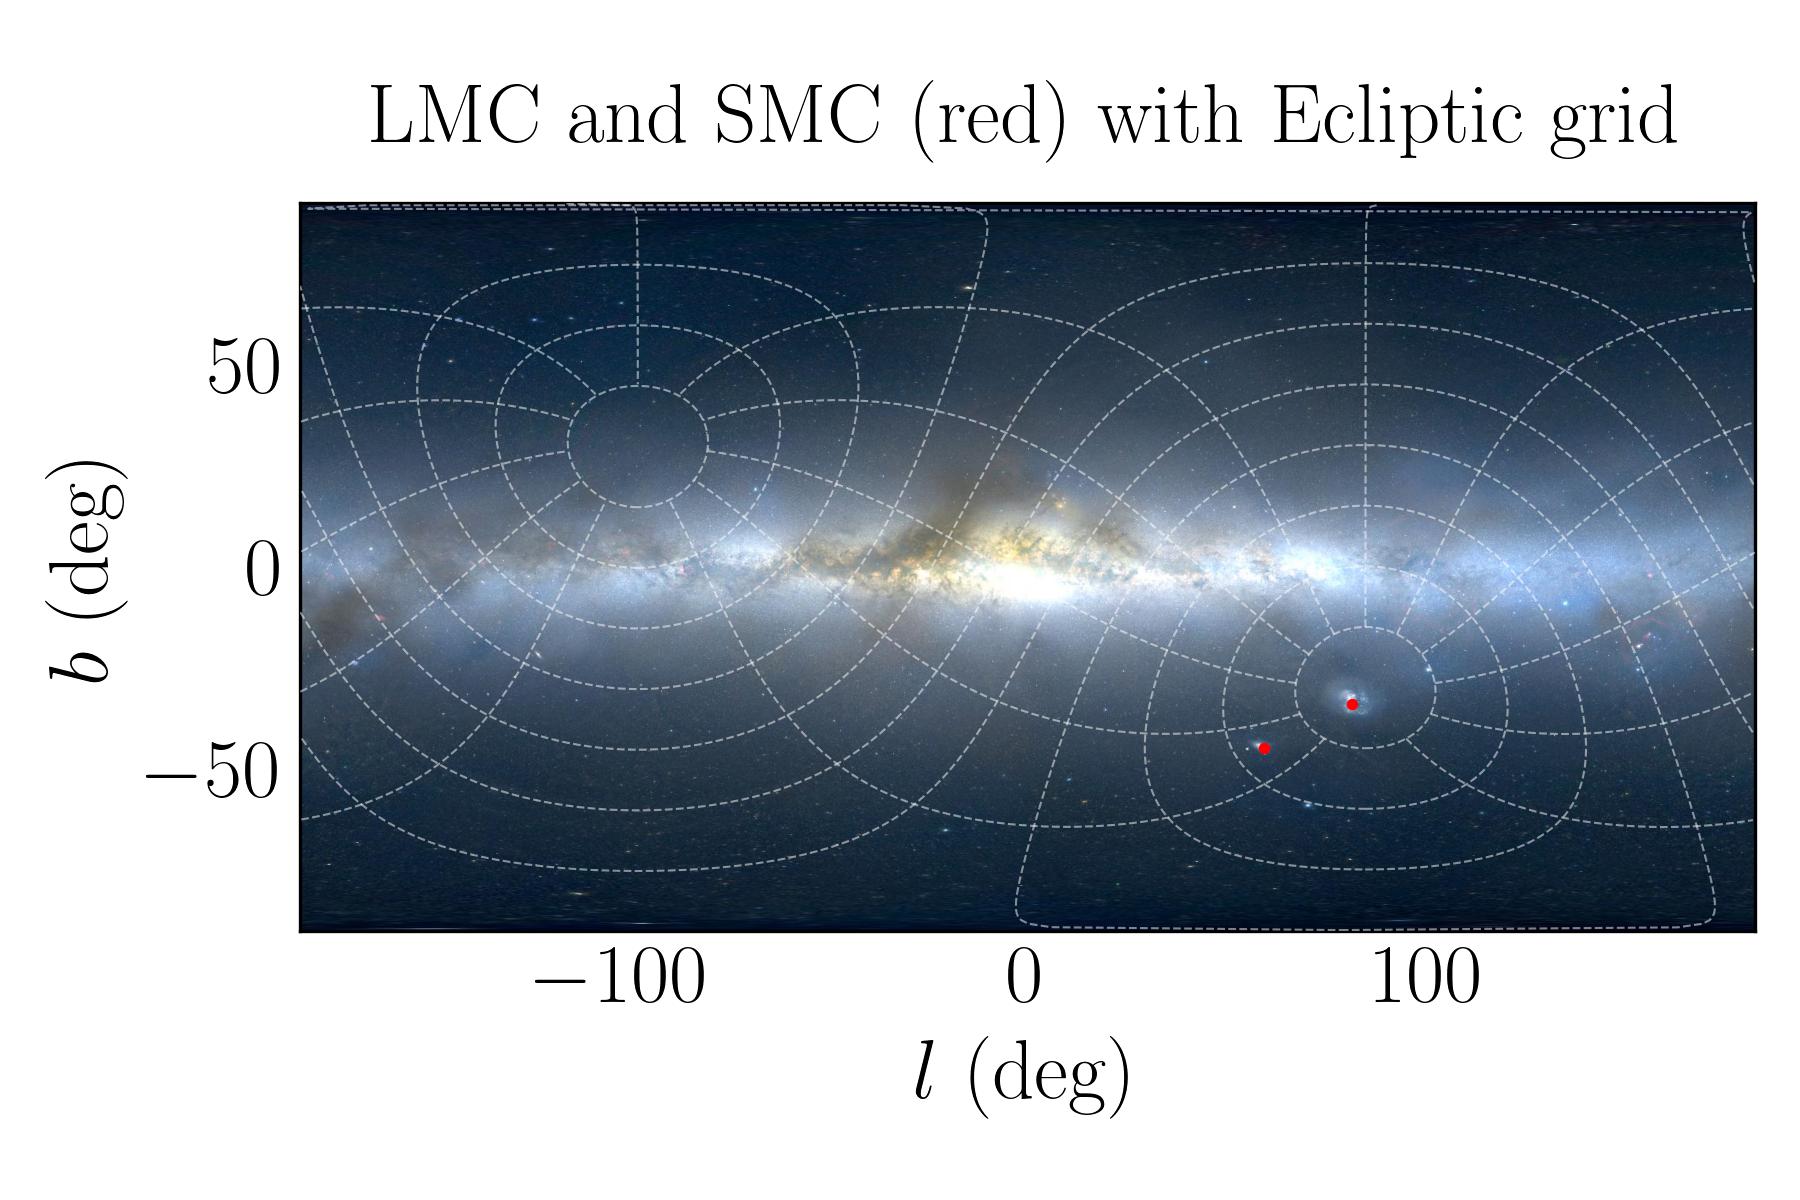 LMC and SMC (red) with Ecliptic grid
50
0
−50
b (deg)
−100 0 100
l (deg)